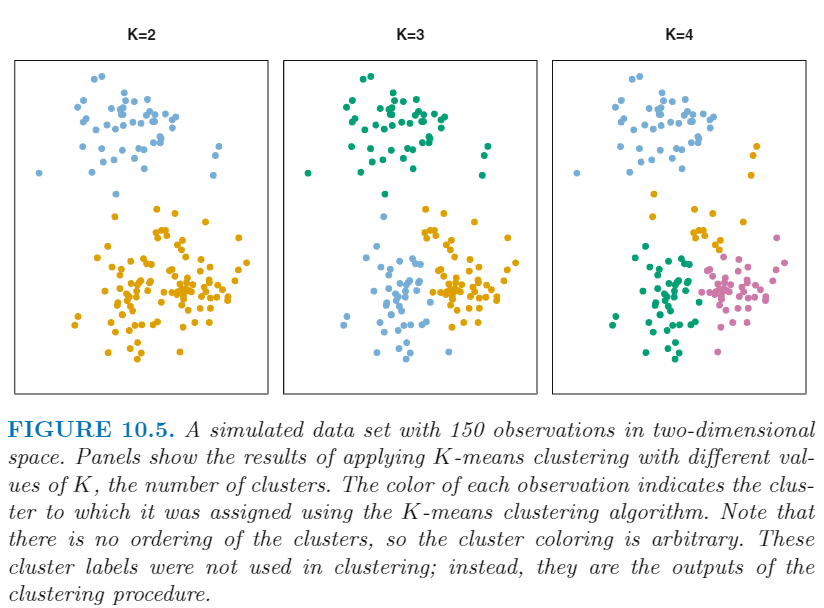 K=2 K=3 K=4
FIGURE 10.5. A simulated data set with 150 observations in two-dimensional
space. Panels show the results of applying K-means clustering with different val-
ues of K, the number of clusters. The color of each observation indicates the clus-
ter to which it was assigned using the K-means clustering algorithm. Note that
there is no ordering of the clusters, so the cluster coloring is arbitrary. These
cluster labels were not used in clustering; instead, they are the outputs of the
clustering procedure.